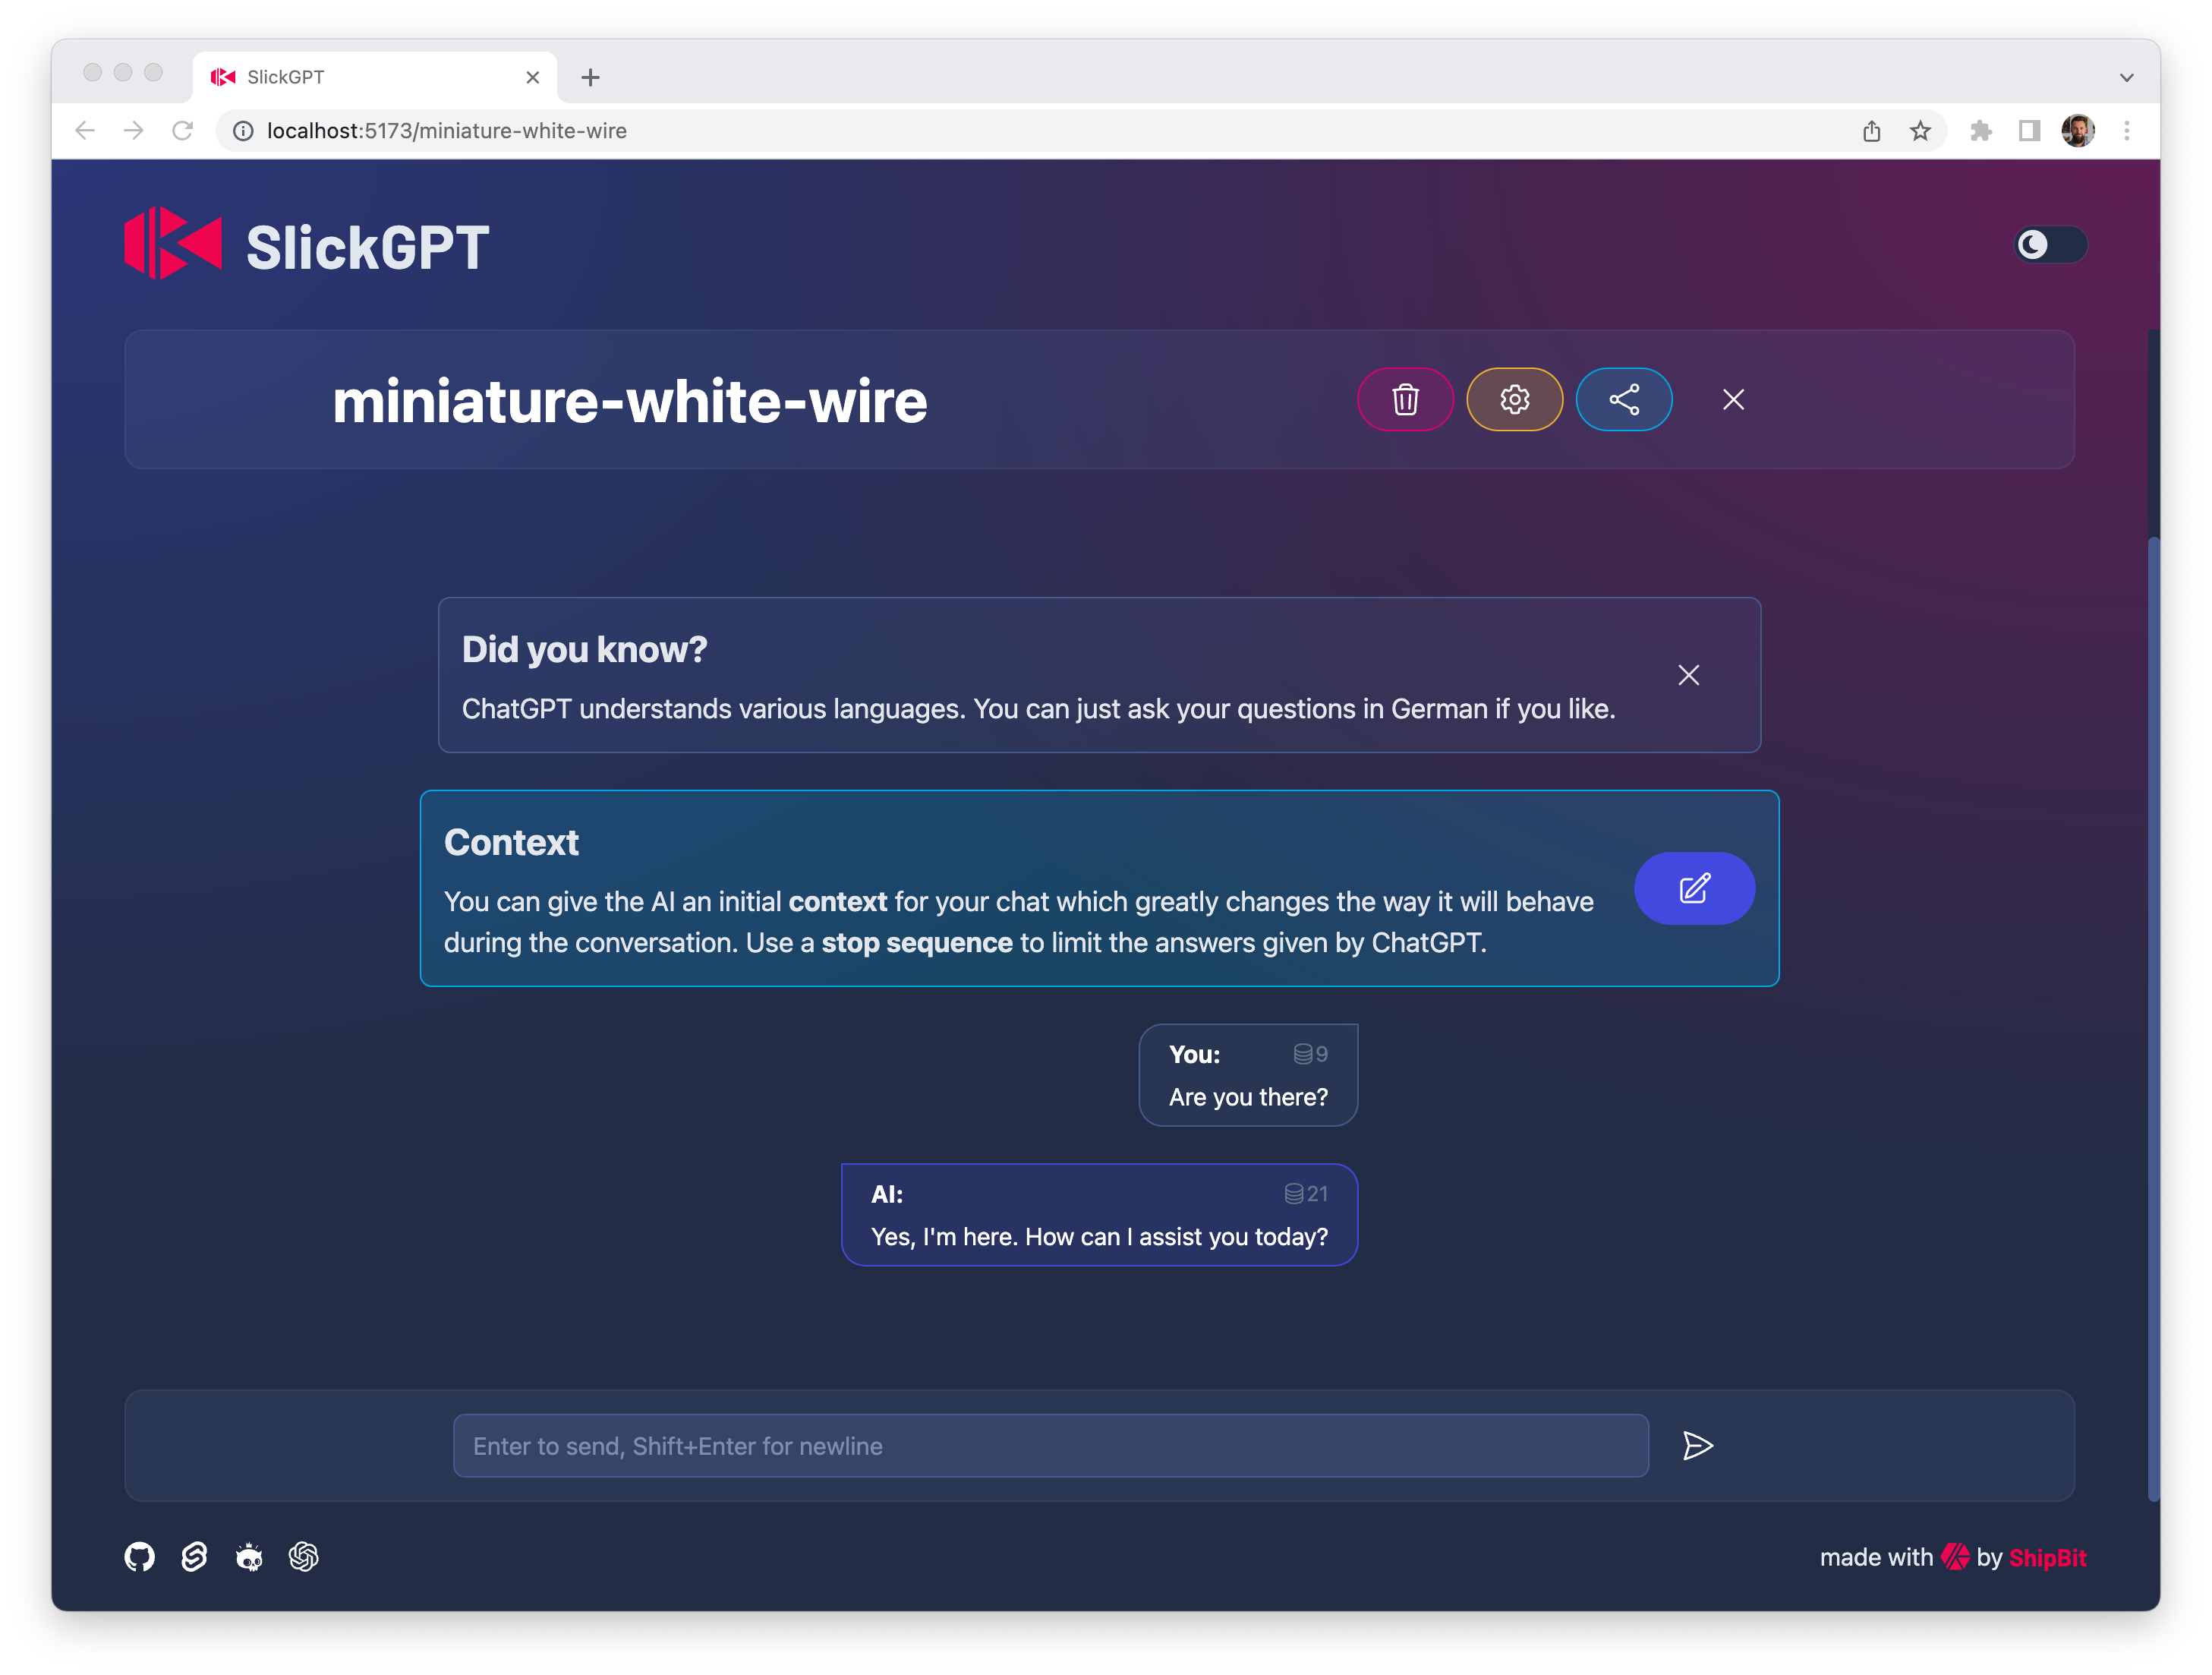 SlickGPT
localhost:5173/miniature-white-wire
SlickGPT
miniature-white-wire
Did you know?
ChatGPT understands various languages. You can just ask your questions in German if you like.
Context
You can give the AI an initial context for your chat which greatly changes the way it will behave
during the conversation. Use a stop sequence to limit the answers given by ChatGPT.
You: 9
Are you there?
AI: 21
Yes, I'm here. How can I assist you today?
Enter to send, Shift+Enter for newline
made with by ShipBit